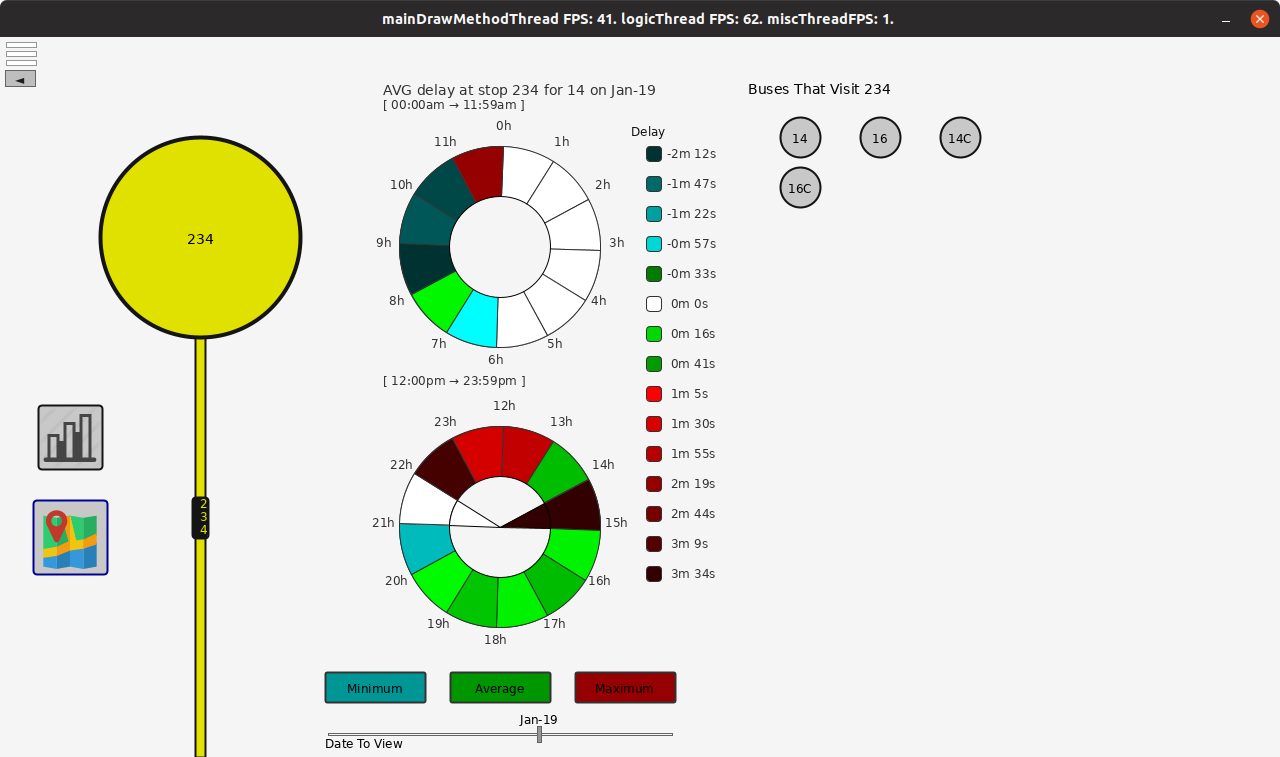 mainDrawMethodThread FPS: 41. logicThread FPS: 62. miscThreadFPS: 1.
◄
234
2
3
4
AVG delay at stop 234 for 14 on Jan-19
[ 00:00am → 11:59am ]
0h
1h
2h
3h
4h
5h
6h
7h
8h
9h
10h
11h
[ 12:00pm → 23:59pm ]
12h
13h
14h
15h
16h
17h
18h
19h
20h
21h
22h
23h
Delay
-2m 12s
-1m 47s
-1m 22s
-0m 57s
-0m 33s
0m 0s
0m 16s
0m 41s
1m 5s
1m 30s
1m 55s
2m 19s
2m 44s
3m 9s
3m 34s
Minimum
Average
Maximum
Jan-19
Date To View
Buses That Visit 234
14
16
14C
16C